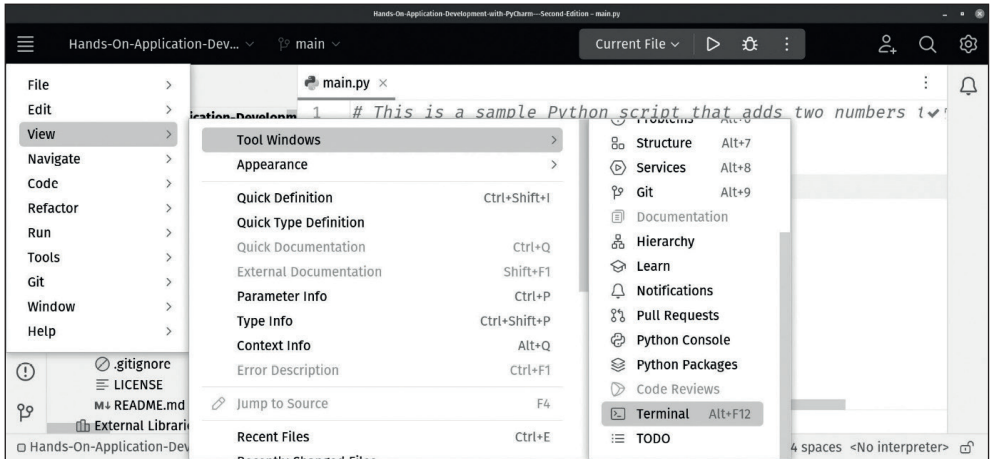 Hands-On-Application-Development-with-PyCharm---Second-Edition – main.py
Hands-On-Application-Dev... main Current File
File
Edit
View
Navigate
Code
Refactor
Run
Tools
Git
Window
Help
main.py
1 # This is a sample Python script that adds two numbers t
Tool Windows
Appearance
Quick Definition Ctrl+Shift+I
Quick Type Definition
Quick Documentation Ctrl+Q
External Documentation Shift+F1
Parameter Info Ctrl+P
Type Info Ctrl+Shift+P
Context Info Alt+Q
Error Description Ctrl+F1
Jump to Source F4
Recent Files Ctrl+E
Structure Alt+7
Services Alt+8
Git Alt+9
Documentation
Hierarchy
Learn
Notifications
Pull Requests
Python Console
Python Packages
Code Reviews
Terminal Alt+F12
TODO
.gitignore
LICENSE
M↓ README.md
External Librari
Hands-On-Application-Dev
4 spaces <No interpreter>